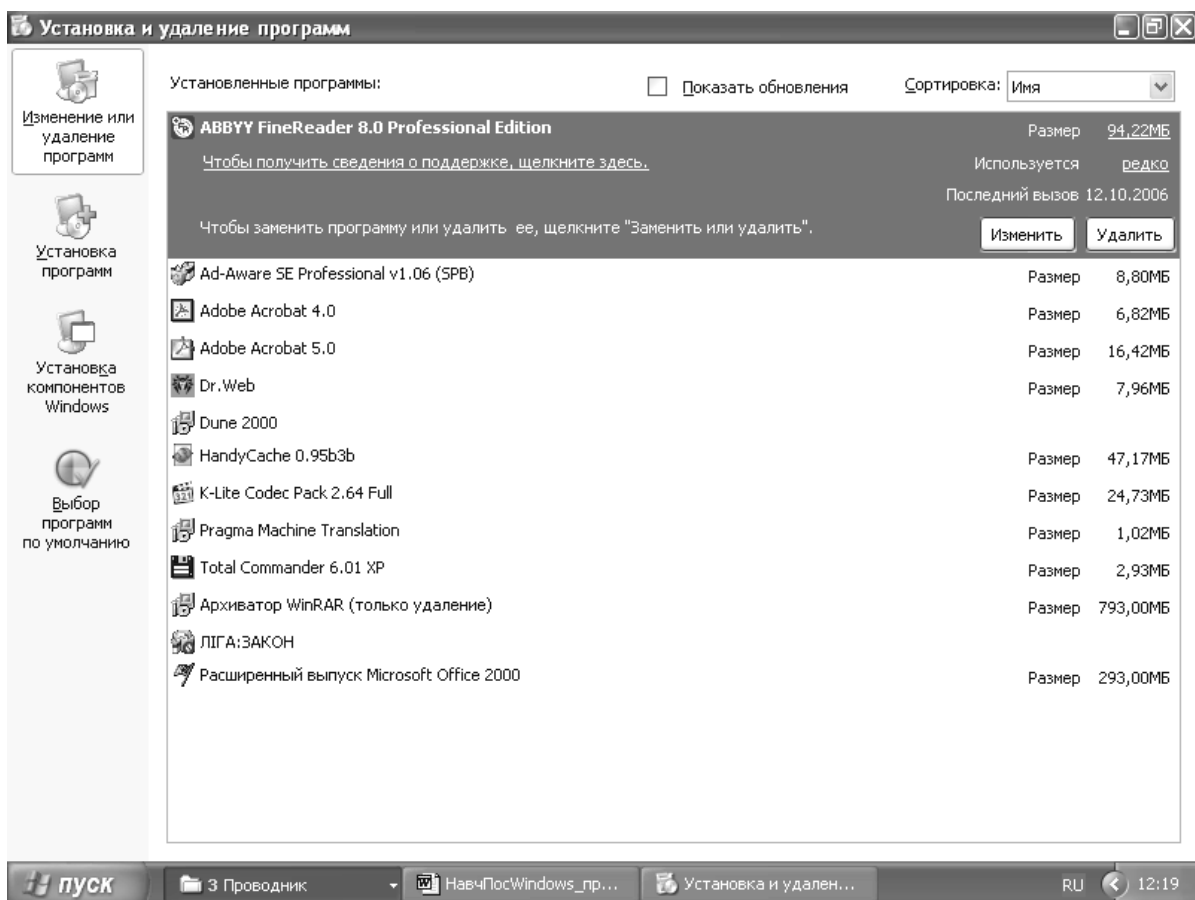 Установка и удаление программ
Изменение или
удаление
программ
Установка
программ
Установка
компонентов
Windows
Выбор
программ
по умолчанию
Установленные программы:
Показать обновления
Сортировка: Имя
ABBYY FineReader 8.0 Professional Edition Размер 94,22МБ
Чтобы получить сведения о поддержке, щелкните здесь. Используется редко
Последний вызов 12.10.2006
Чтобы заменить программу или удалить ее, щелкните "Заменить или удалить". Изменить Удалить
Ad-Aware SE Professional v1.06 (SPB) Размер 8,80МБ
Adobe Acrobat 4.0 Размер 6,82МБ
Adobe Acrobat 5.0 Размер 16,42МБ
Dr.Web Размер 7,96МБ
Dune 2000
HandyCache 0.95b3b Размер 47,17МБ
K-Lite Codec Pack 2.64 Full Размер 24,73МБ
Pragma Machine Translation Размер 1,02МБ
Total Commander 6.01 XP Размер 2,93МБ
Архиватор WinRAR (только удаление) Размер 793,00МБ
ЛІГА:ЗАКОН
Расширенный выпуск Microsoft Office 2000 Размер 293,00МБ
пуск 3 Проводник НавчПосWindows_пр... Установка и удален... RU 12:19